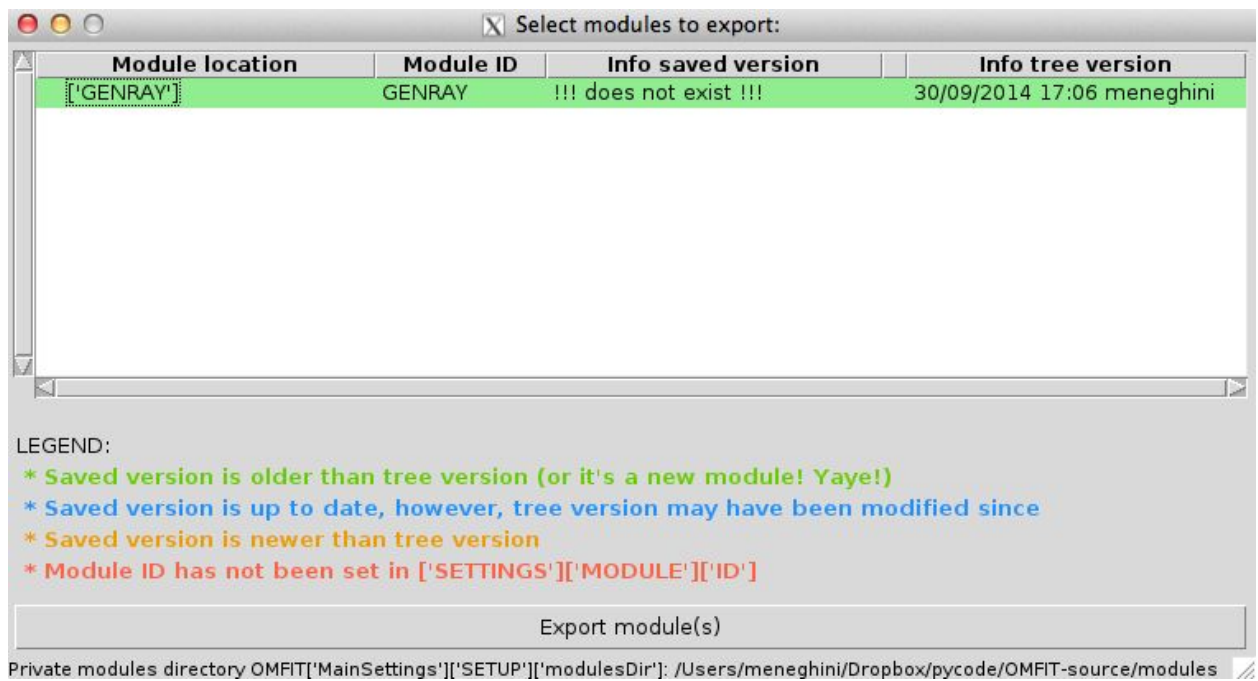 Select modules to export:
Module location Module ID Info saved version Info tree version
['GENRAY'] GENRAY !!! does not exist !!! 30/09/2014 17:06 meneghini
LEGEND:
* Saved version is older than tree version (or it's a new module! Yaye!)
* Saved version is up to date, however, tree version may have been modified since
* Saved version is newer than tree version
* Module ID has not been set in ['SETTINGS']['MODULE']['ID']
Export module(s)
Private modules directory OMFIT['MainSettings']['SETUP']['modulesDir']: /Users/meneghini/Dropbox/pycode/OMFIT-source/modules